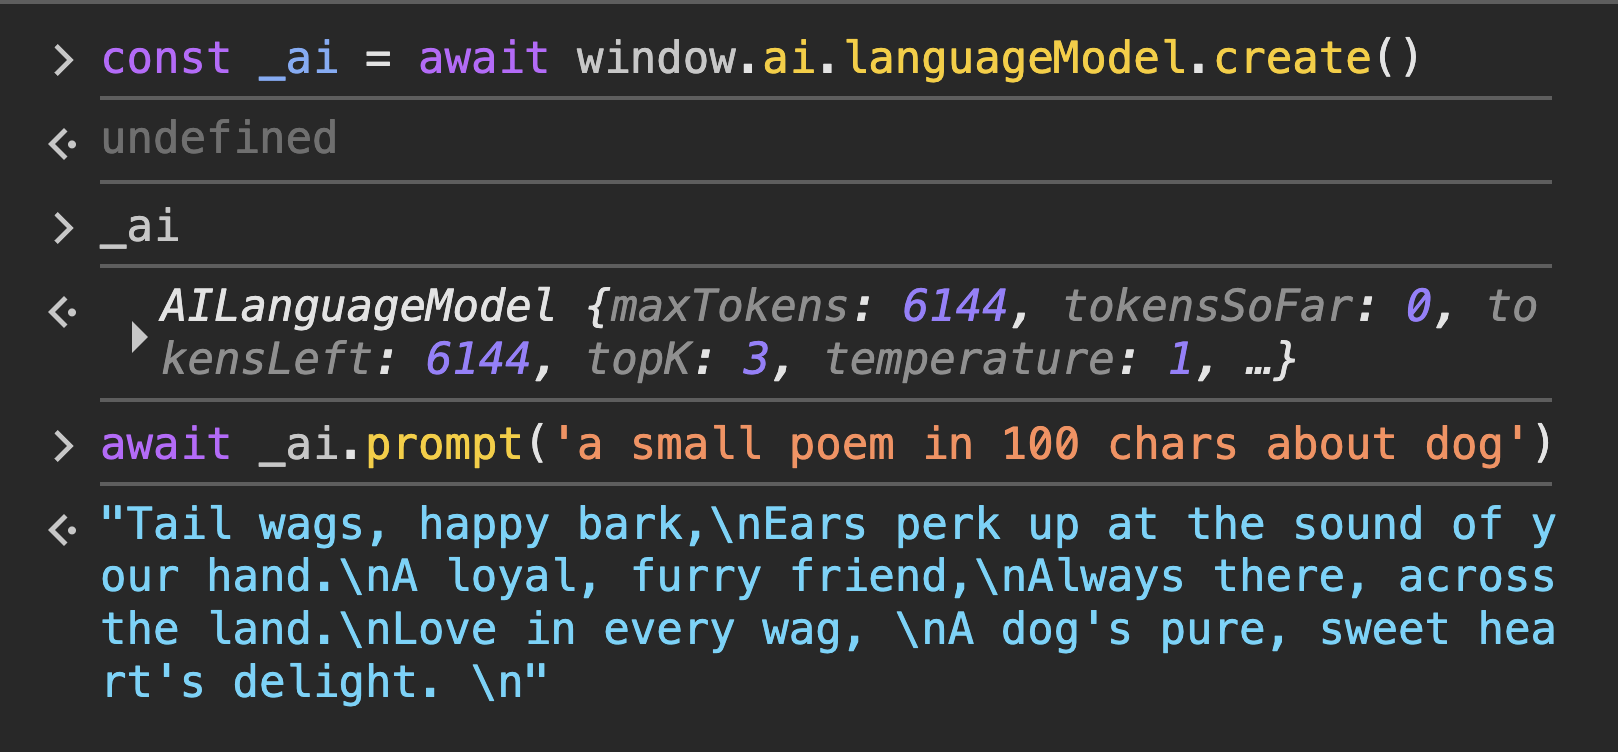 const _ai = await window.ai.languageModel.create()
undefined
_ai
AILanguageModel {maxTokens: 6144, tokensSoFar: 0, to
kensLeft: 6144, topK: 3, temperature: 1, …}
await _ai.prompt('a small poem in 100 chars about dog')
"Tail wags, happy bark,\nEars perk up at the sound of y
our hand.\nA loyal, furry friend,\nAlways there, across
the land.\nLove in every wag, \nA dog's pure, sweet hea
rt's delight. \n"